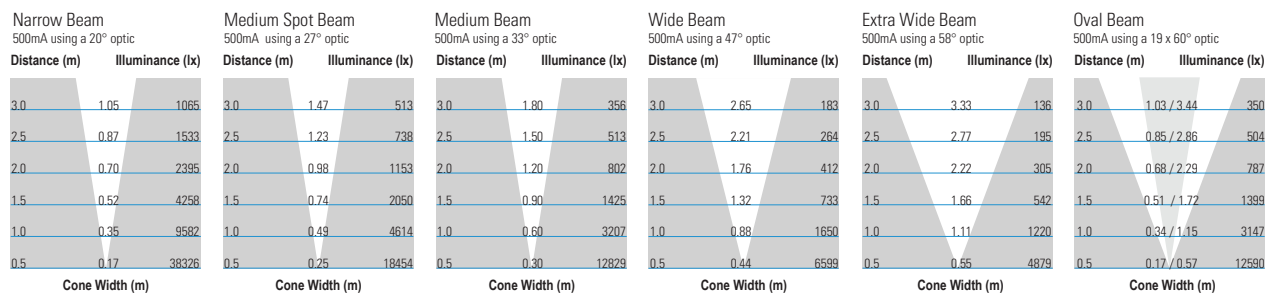 Narrow Beam
500mA using a 20° optic
Distance (m) Illuminance (lx)
3.0 1.05 1065
2.5 0.87 1533
2.0 0.70 2395
1.5 0.52 4258
1.0 0.35 9582
0.5 0.17 38326
Cone Width (m)
Medium Spot Beam
500mA using a 27° optic
Distance (m) Illuminance (lx)
3.0 1.47 513
2.5 1.23 738
2.0 0.98 1153
1.5 0.74 2050
1.0 0.49 4614
0.5 0.25 18454
Cone Width (m)
Medium Beam
500mA using a 33° optic
Distance (m) Illuminance (lx)
3.0 1.80 356
2.5 1.50 513
2.0 1.20 802
1.5 0.90 1425
1.0 0.60 3207
0.5 0.30 12829
Cone Width (m)
Wide Beam
500mA using a 47° optic
Distance (m) Illuminance (lx)
3.0 2.65 183
2.5 2.21 264
2.0 1.76 412
1.5 1.32 733
1.0 0.88 1650
0.5 0.44 6599
Cone Width (m)
Extra Wide Beam
500mA using a 58° optic
Distance (m) Illuminance (lx)
3.0 3.33 136
2.5 2.77 195
2.0 2.22 305
1.5 1.66 542
1.0 1.11 1220
0.5 0.55 4879
Cone Width (m)
Oval Beam
500mA using a 19 x 60° optic
Distance (m) Illuminance (lx)
3.0 1.03 / 3.44 350
2.5 0.85 / 2.86 504
2.0 0.68 / 2.29 787
1.5 0.51 / 1.72 1399
1.0 0.34 / 1.15 3147
0.5 0.17 / 0.57 12590
Cone Width (m)